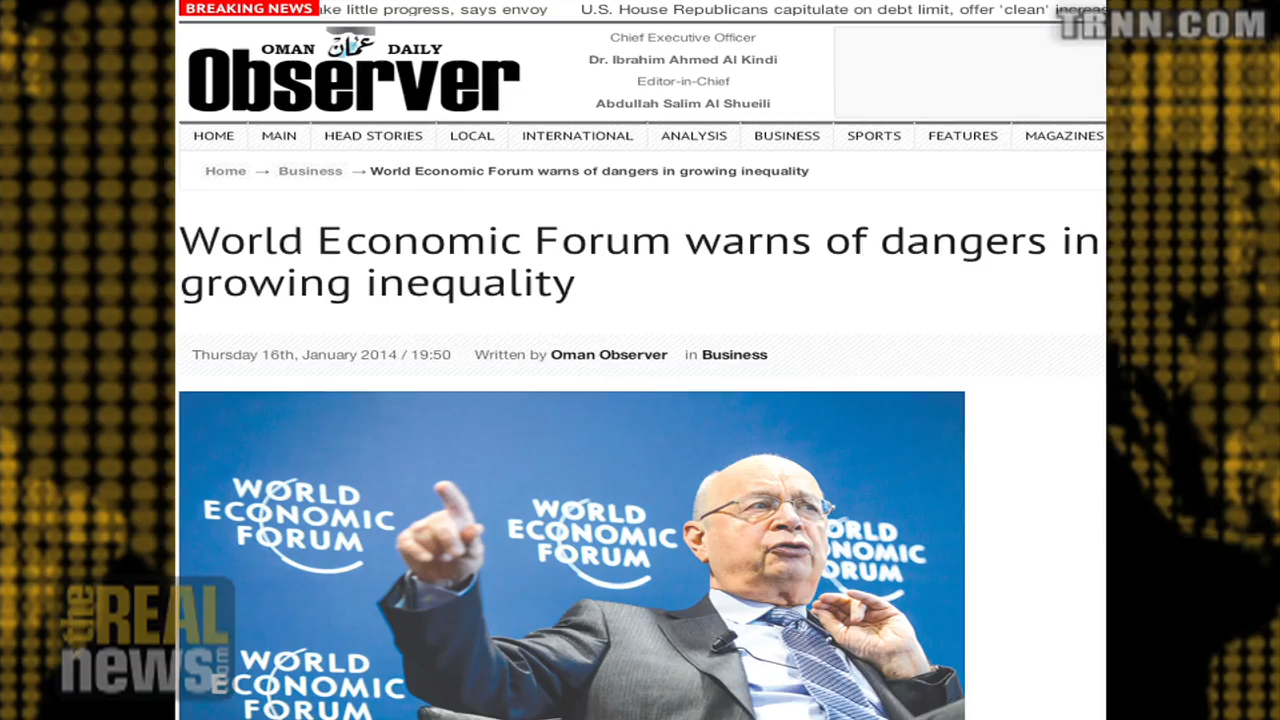 BREAKING NEWS ake little progress, says envoy U.S. House Republicans capitulate on debt limit, offer 'clean' increas
TRNN.COM
OMAN عمان DAILY
Observer
Chief Executive Officer
Dr. Ibrahim Ahmed Al Kindi
Editor-in-Chief
Abdullah Salim Al Shueili
HOME MAIN HEAD STORIES LOCAL INTERNATIONAL ANALYSIS BUSINESS SPORTS FEATURES MAGAZINES
Home → Business → World Economic Forum warns of dangers in growing inequality
World Economic Forum warns of dangers in
growing inequality
Thursday 16th, January 2014 / 19:50 Written by Oman Observer in Business
WORLD
ECONOMIC
FORUM
WORLD
ECONOMIC
FORUM
ORLD
NOMIC
ORUM
WORLD
ECONOMIC
FORUM
the REAL
news.com